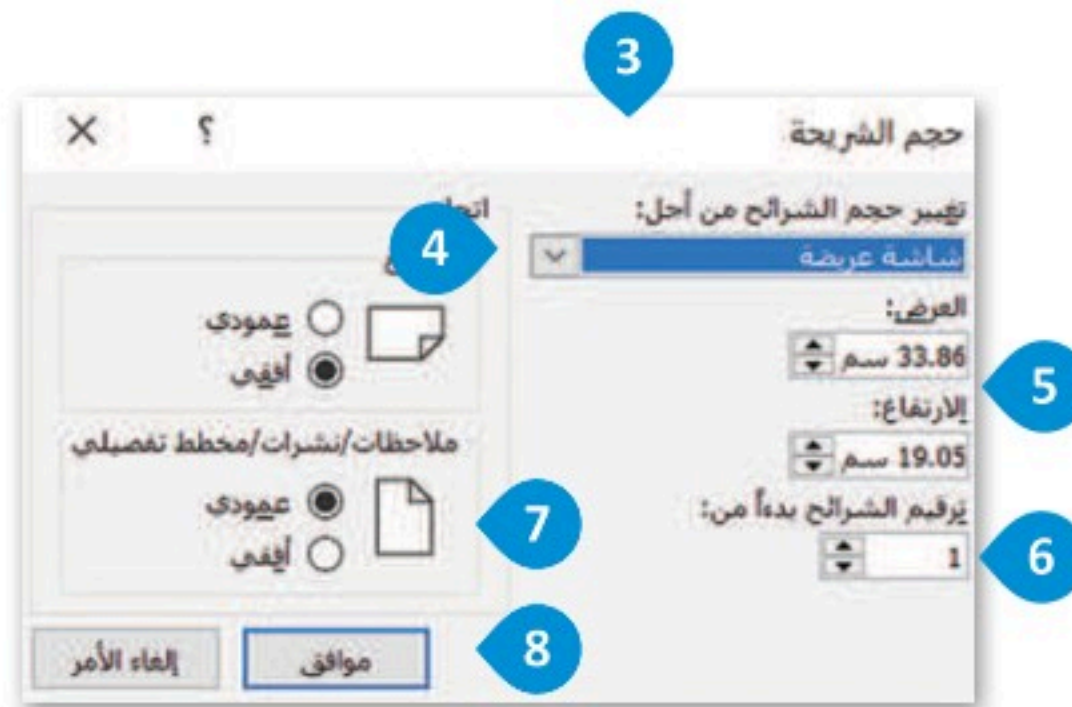 3
حجم الشريحة ؟
تغيير حجم الشرائح من أجل:
4
شاشة عريضة
العرض:
33.86 سم
5
الارتفاع:
19.05 سم
ترقيم الشرائح بدءاً من:
6
1
عمودي
أفقي
ملاحظات/نشرات/مخطط تفصيلي
عمودي
7
أفقي
8
موافق
إلغاء الأمر